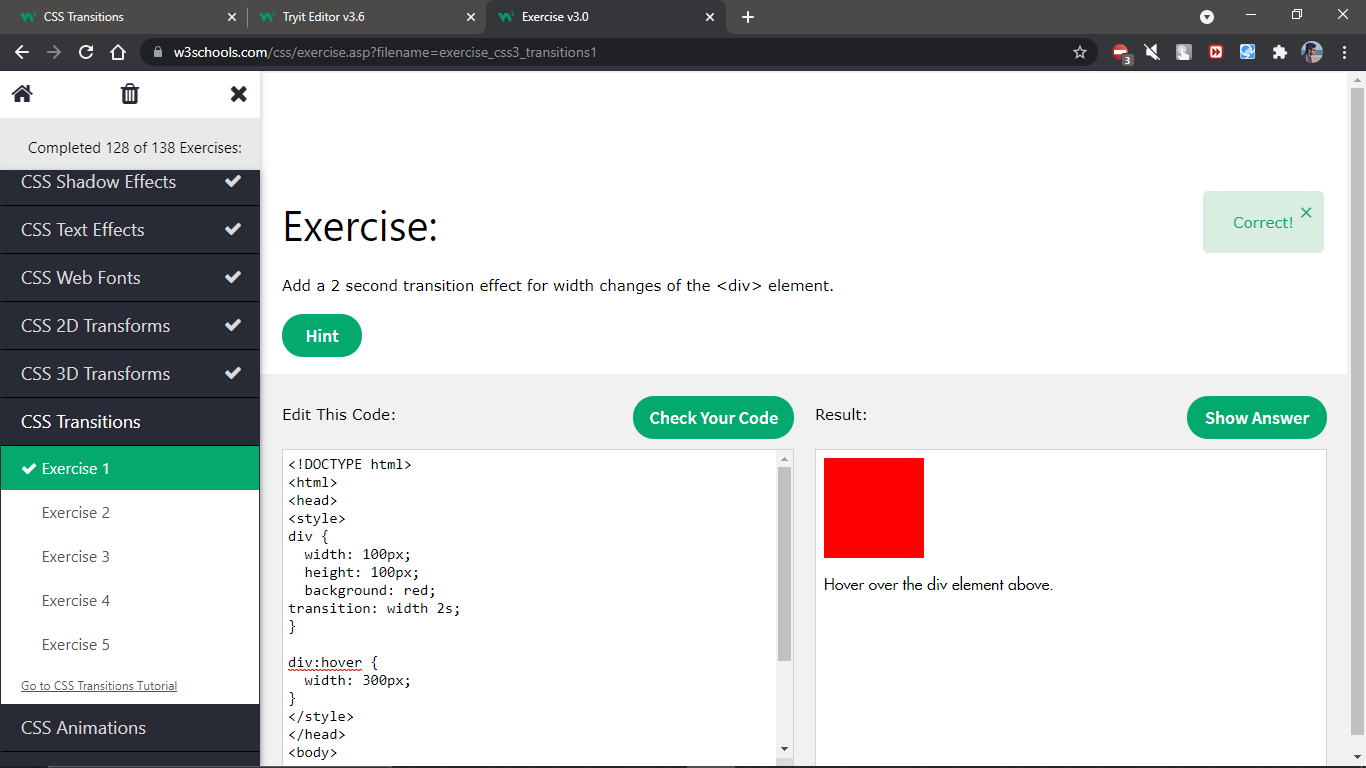 CSS Transitions
Tryit Editor v3.6
Exercise v3.0
w3schools.com/css/exercise.asp?filename=exercise_css3_transitions1
3
Completed 128 of 138 Exercises:
CSS Shadow Effects
CSS Text Effects
CSS Web Fonts
CSS 2D Transforms
CSS 3D Transforms
CSS Transitions
Exercise 1
Exercise 2
Exercise 3
Exercise 4
Exercise 5
Go to CSS Transitions Tutorial
CSS Animations
Exercise:
Correct!
Add a 2 second transition effect for width changes of the <div> element.
Hint
Edit This Code:
Check Your Code
<!DOCTYPE html>
<html>
<head>
<style>
div {
  width: 100px;
  height: 100px;
  background: red;
transition: width 2s;
}

div:hover {
  width: 300px;
}
</style>
</head>
<body>
Result:
Show Answer
Hover over the div element above.